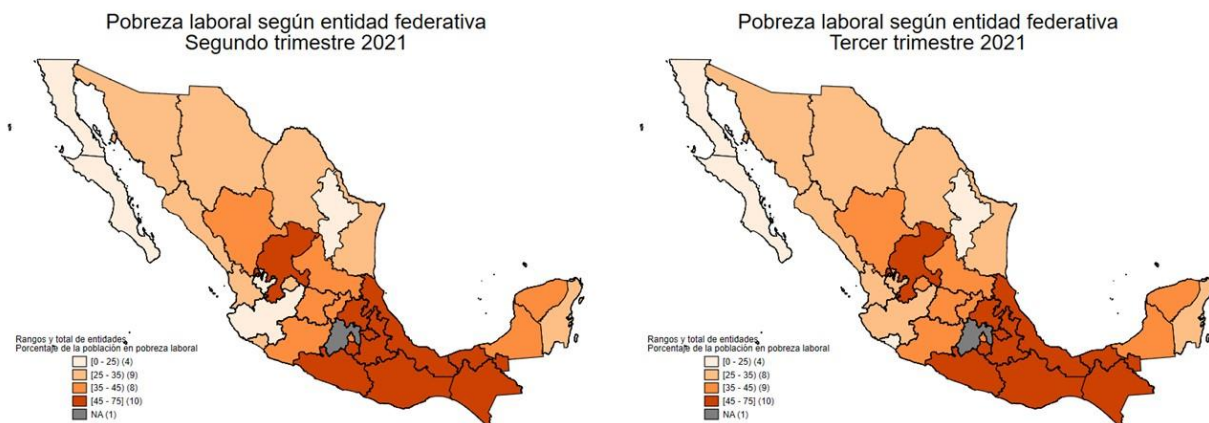 Pobreza laboral según entidad federativa
Segundo trimestre 2021
Rangos y total de entidades
Porcentaje de la población en pobreza laboral
[0 - 25) (4)
[25 - 35) (9)
[35 - 45) (8)
[45 - 75] (10)
NA (1)
Pobreza laboral según entidad federativa
Tercer trimestre 2021
Rangos y total de entidades
Porcentaje de la población en pobreza laboral
[0 - 25) (4)
[25 - 35) (8)
[35 - 45) (9)
[45 - 75] (10)
NA (1)